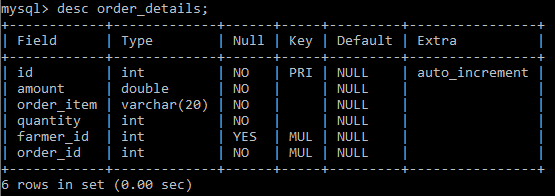 mysql> desc order_details;
+------------+-------------+------+-----+---------+----------------+
| Field      | Type        | Null | Key | Default | Extra          |
+------------+-------------+------+-----+---------+----------------+
| id         | int         | NO   | PRI | NULL    | auto_increment |
| amount     | double      | NO   |     | NULL    |                |
| order_item | varchar(20) | NO   |     | NULL    |                |
| quantity   | int         | NO   |     | NULL    |                |
| farmer_id  | int         | YES  | MUL | NULL    |                |
| order_id   | int         | NO   | MUL | NULL    |                |
+------------+-------------+------+-----+---------+----------------+
6 rows in set (0.00 sec)